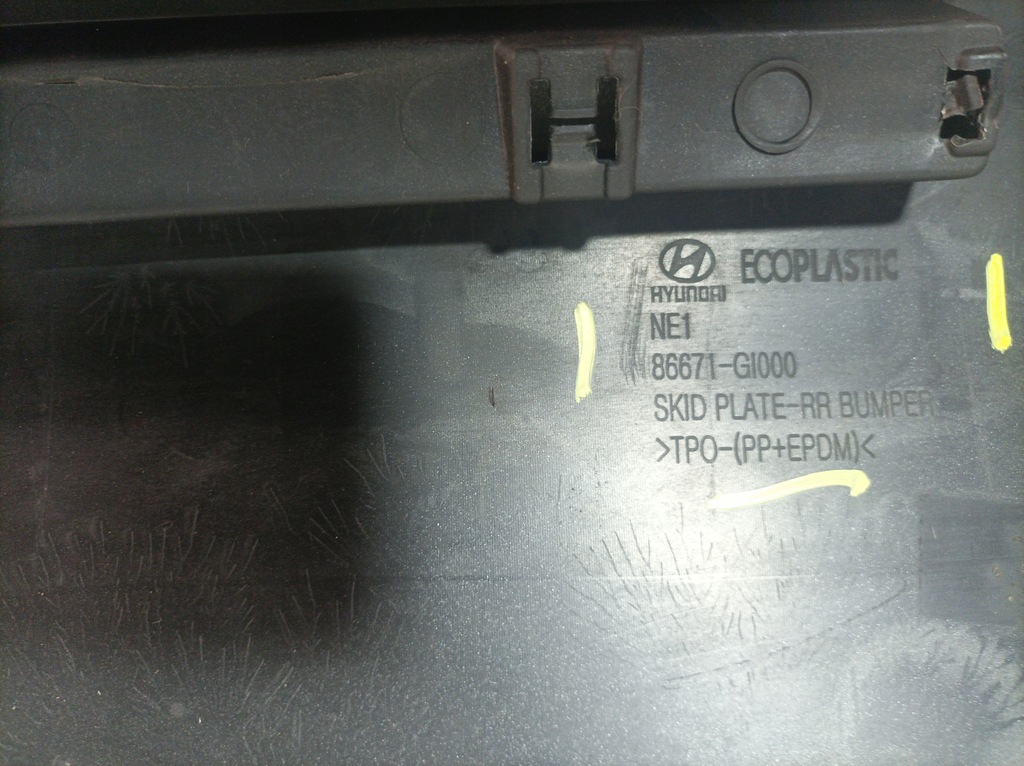 ECOPLASTIC
HYUNDAI
NE1
86671-GI000
SKID PLATE-RR BUMPER
>TPO-(PP+EPDM)<